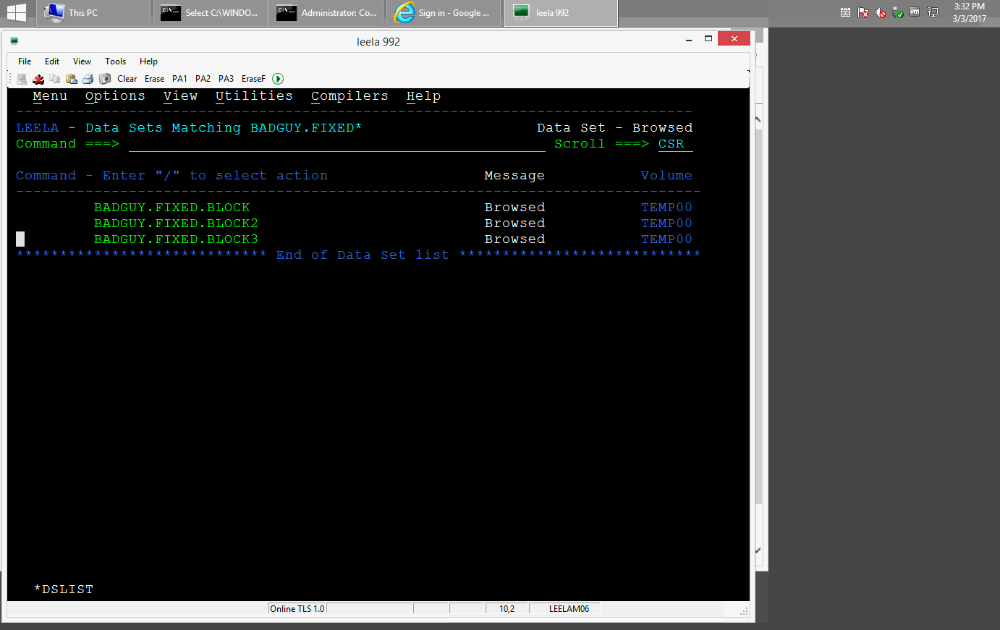 This PC
Select C:\WINDO...
Administrator: Co...
Sign in - Google ...
leela 992
3:32 PM
3/3/2017
leela 992
File Edit View Tools Help
Clear Erase PA1 PA2 PA3 EraseF
Menu Options View Utilities Compilers Help
-------------------------------------------------------------------------------
LEELA - Data Sets Matching BADGUY.FIXED* Data Set - Browsed
Command ===> Scroll ===> CSR
Command - Enter "/" to select action Message Volume
-------------------------------------------------------------------------------
BADGUY.FIXED.BLOCK Browsed TEMP00
BADGUY.FIXED.BLOCK2 Browsed TEMP00
BADGUY.FIXED.BLOCK3 Browsed TEMP00
***************************** End of Data Set list ****************************
*DSLIST
Online TLS 1.0 10,2 LEELAM06